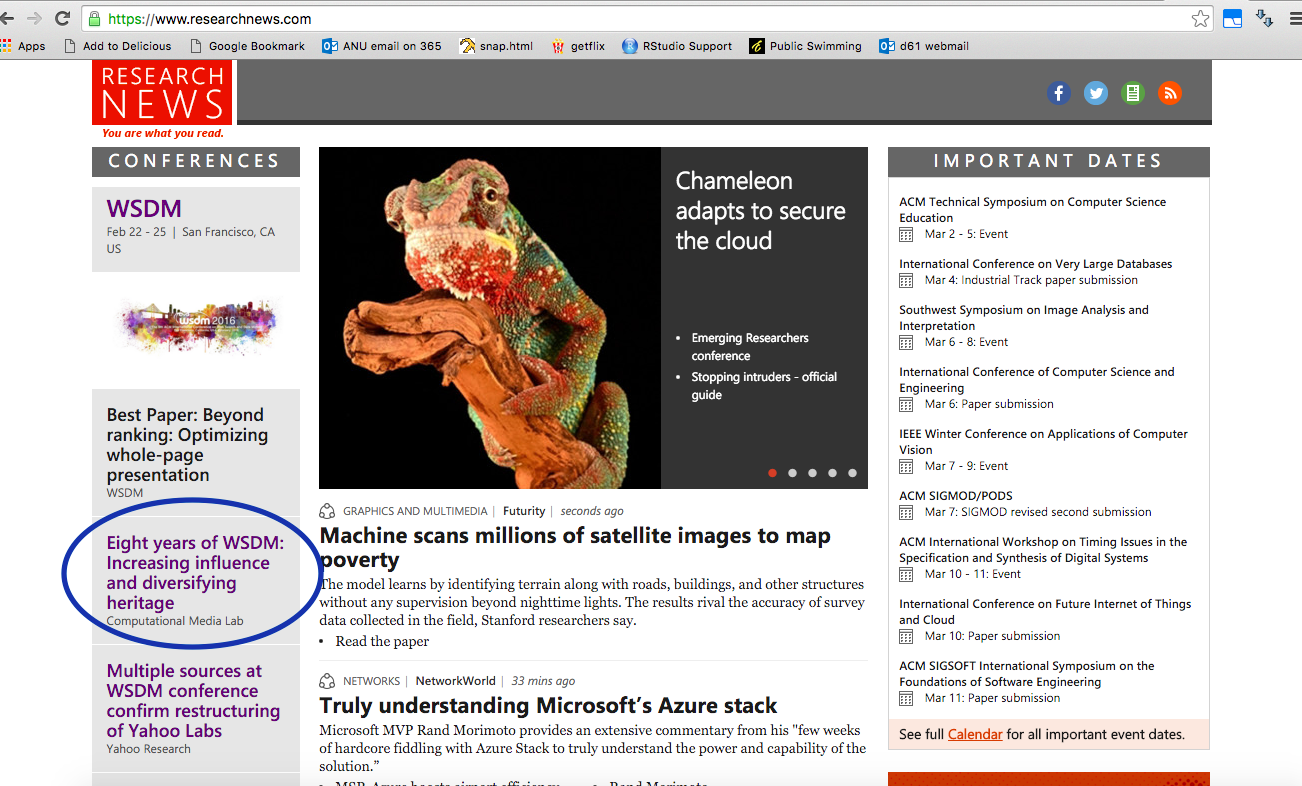 https://www.researchnews.com
Apps
Add to Delicious
Google Bookmark
ANU email on 365
snap.html
getflix
RStudio Support
Public Swimming
d61 webmail
RESEARCH
NEWS
You are what you read.
CONFERENCES
WSDM
Feb 22 - 25 | San Francisco, CA
US
wsdm 2016
Best Paper: Beyond
ranking: Optimizing
whole-page
presentation
WSDM
Eight years of WSDM:
Increasing influence
and diversifying
heritage
Computational Media Lab
Multiple sources at
WSDM conference
confirm restructuring
of Yahoo Labs
Yahoo Research
Chameleon
adapts to secure
the cloud
• Emerging Researchers
conference
• Stopping intruders - official
guide
GRAPHICS AND MULTIMEDIA | Futurity | seconds ago
Machine scans millions of satellite images to map
poverty
The model learns by identifying terrain along with roads, buildings, and other structures
without any supervision beyond nighttime lights. The results rival the accuracy of survey
data collected in the field, Stanford researchers say.
• Read the paper
NETWORKS | NetworkWorld | 33 mins ago
Truly understanding Microsoft’s Azure stack
Microsoft MVP Rand Morimoto provides an extensive commentary from his "few weeks
of hardcore fiddling with Azure Stack to truly understand the power and capability of the
solution.”
• MSR-Azure boosts airport efficiency • Rand Morimoto
IMPORTANT DATES
ACM Technical Symposium on Computer Science
Education
Mar 2 - 5: Event
International Conference on Very Large Databases
Mar 4: Industrial Track paper submission
Southwest Symposium on Image Analysis and
Interpretation
Mar 6 - 8: Event
International Conference of Computer Science and
Engineering
Mar 6: Paper submission
IEEE Winter Conference on Applications of Computer
Vision
Mar 7 - 9: Event
ACM SIGMOD/PODS
Mar 7: SIGMOD revised second submission
ACM International Workshop on Timing Issues in the
Specification and Synthesis of Digital Systems
Mar 10 - 11: Event
International Conference on Future Internet of Things
and Cloud
Mar 10: Paper submission
ACM SIGSOFT International Symposium on the
Foundations of Software Engineering
Mar 11: Paper submission
See full Calendar for all important event dates.